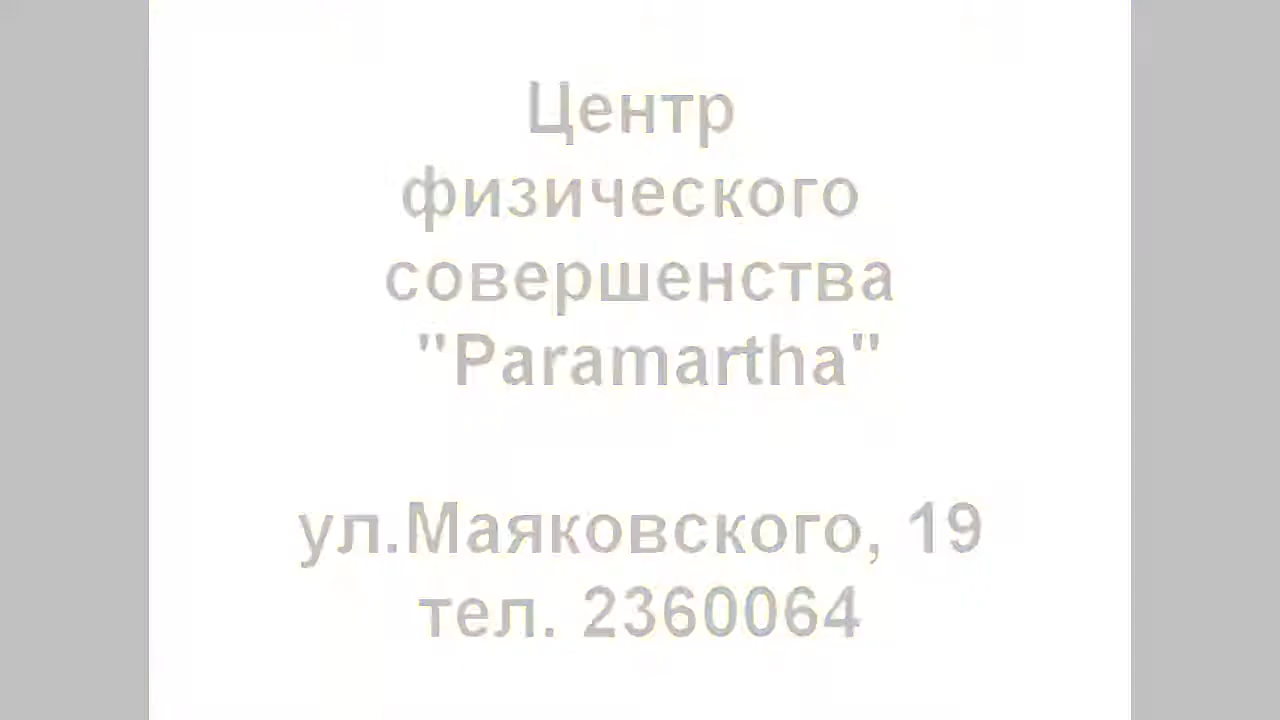 Центр
физического
совершенства
"Paramartha"
ул.Маяковского, 19
тел. 2360064